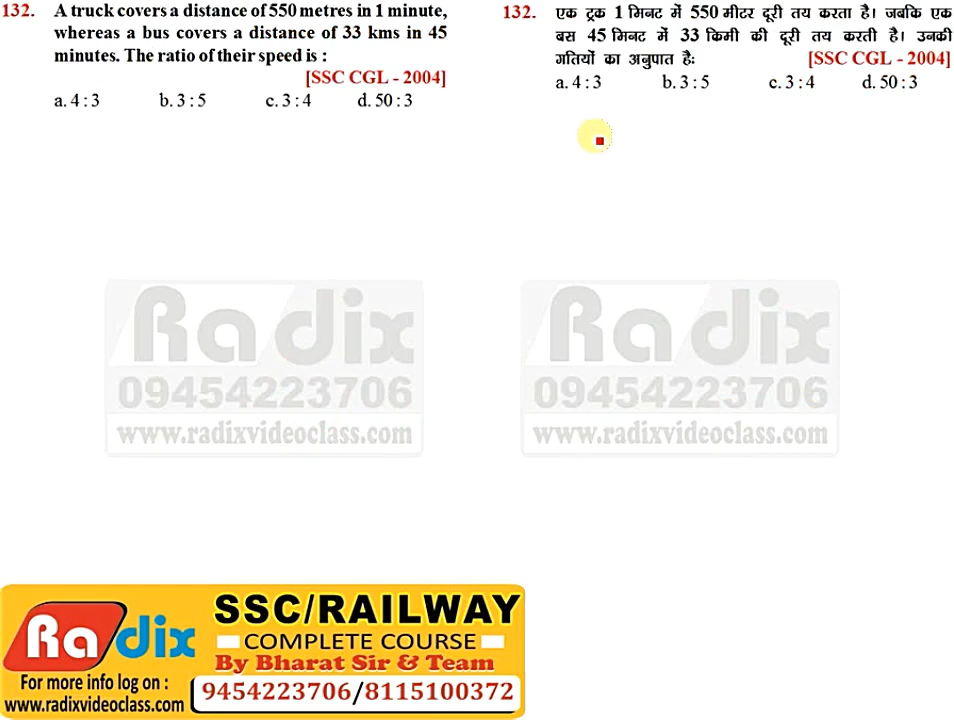 132. A truck covers a distance of 550 metres in 1 minute,
whereas a bus covers a distance of 33 kms in 45
minutes. The ratio of their speed is :
[SSC CGL - 2004]
a. 4 : 3 b. 3 : 5 c. 3 : 4 d. 50 : 3
132. एक ट्रक 1 मिनट में 550 मीटर दूरी तय करता है। जबकि एक
बस 45 मिनट में 33 किमी की दूरी तय करती है। उनकी
गतियों का अनुपात हैः [SSC CGL - 2004]
a. 4 : 3 b. 3 : 5 c. 3 : 4 d. 50 : 3
Radix
09454223706
www.radixvideoclass.com
Radix
09454223706
www.radixvideoclass.com
Radix
For more info log on :
www.radixvideoclass.com
SSC/RAILWAY
COMPLETE COURSE
By Bharat Sir & Team
9454223706/8115100372